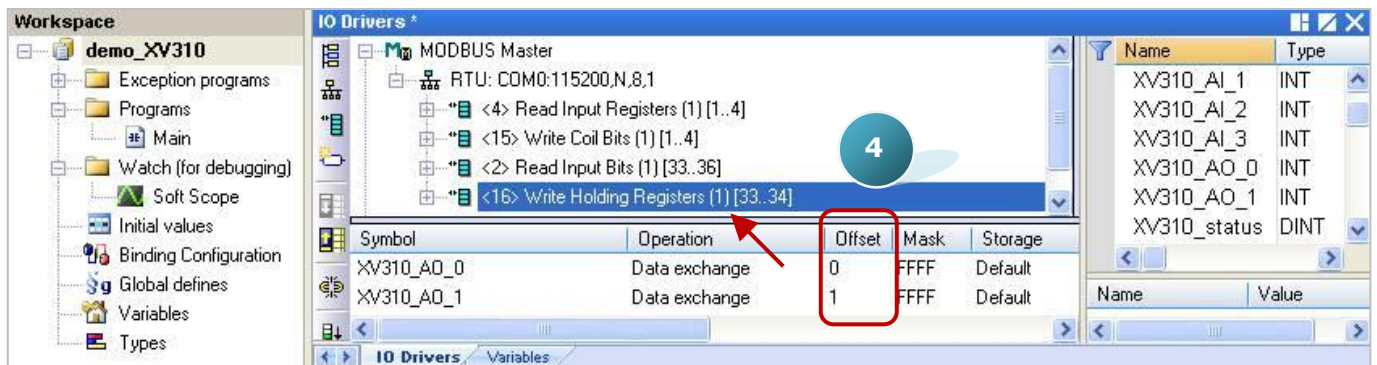 Workspace
demo_XV310
Exception programs
Programs
Main
Watch (for debugging)
Soft Scope
Initial values
Binding Configuration
Global defines
Variables
Types
IO Drivers *
MODBUS Master
RTU: COM0:115200,N,8,1
<4> Read Input Registers (1) [1..4]
<15> Write Coil Bits (1) [1..4]
<2> Read Input Bits (1) [33..36]
<16> Write Holding Registers (1) [33..34]
4
Symbol Operation Offset Mask Storage
XV310_AO_0 Data exchange 0 FFFF Default
XV310_AO_1 Data exchange 1 FFFF Default
IO Drivers Variables
Name Type
XV310_AI_1 INT
XV310_AI_2 INT
XV310_AI_3 INT
XV310_AO_0 INT
XV310_AO_1 INT
XV310_status DINT
Name Value